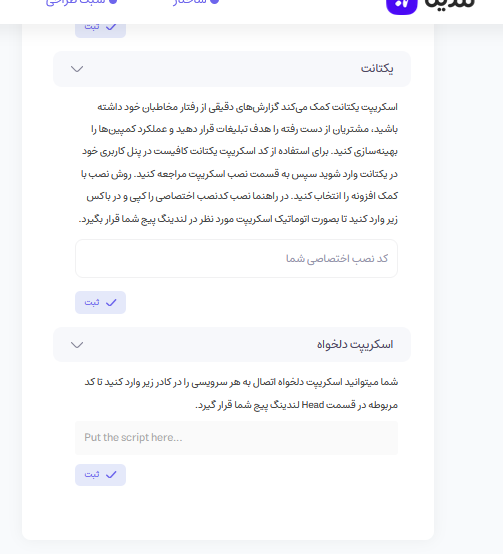 ساختار
سبک طراحی
ثبت
یکتانت
اسکریپت یکتانت کمک می‌کند گزارش‌های دقیقی از رفتار مخاطبان خود داشته
باشید، مشتریان از دست رفته را هدف تبلیغات قرار دهید و عملکرد کمپین‌ها را
بهینه‌سازی کنید. برای استفاده از کد اسکریپت یکتانت کافیست در پنل کاربری خود
در یکتانت وارد شوید سپس به قسمت نصب اسکریپت مراجعه کنید. روش نصب با
کمک افزونه را انتخاب کنید. در راهنما نصب کدنصب اختصاصی را کپی و در باکس
زیر وارد کنید تا بصورت اتوماتیک اسکریپت مورد نظر در لندینگ پیج شما قرار بگیرد.
کد نصب اختصاصی شما
ثبت
اسکریپت دلخواه
شما میتوانید اسکریپت دلخواه اتصال به هر سرویسی را در کادر زیر وارد کنید تا کد
مربوطه در قسمت Head لندینگ پیج شما قرار گیرد.
Put the script here...
ثبت